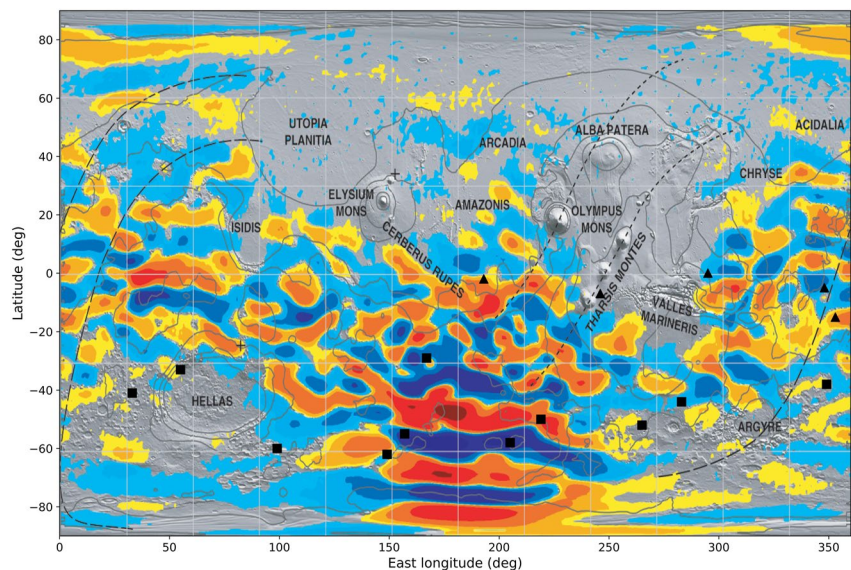 80
60
40
20
0
−20
−40
−60
−80
Latitude (deg)
UTOPIA
PLANITIA
ARCADIA
ALBA PATERA
ACIDALIA
CHRYSE
ELYSIUM
MONS
AMAZONIS
OLYMPUS
MONS
ISIDIS
CERBERUS RUPES
THARSIS MONTES
VALLES
MARINERIS
HELLAS
ARGYRE
0 50 100 150 200 250 300 350
East longitude (deg)